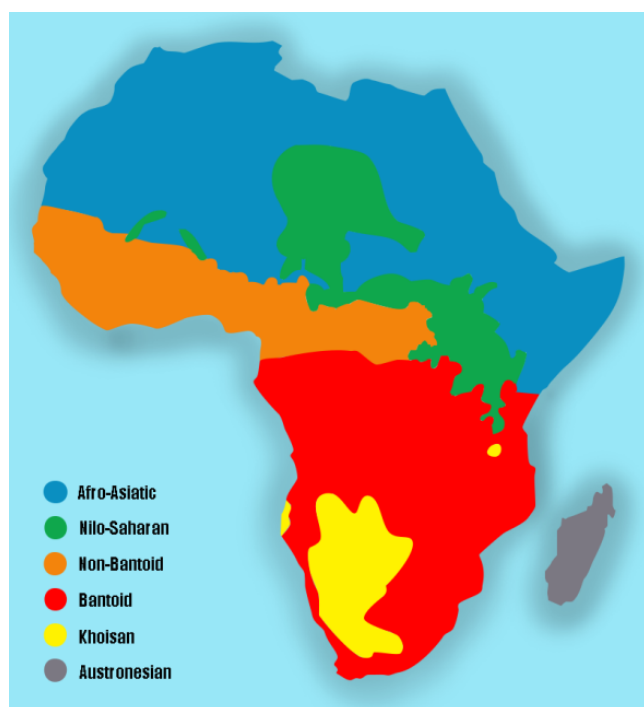 Afro-Asiatic
Nilo-Saharan
Non-Bantoid
Bantoid
Khoisan
Austronesian